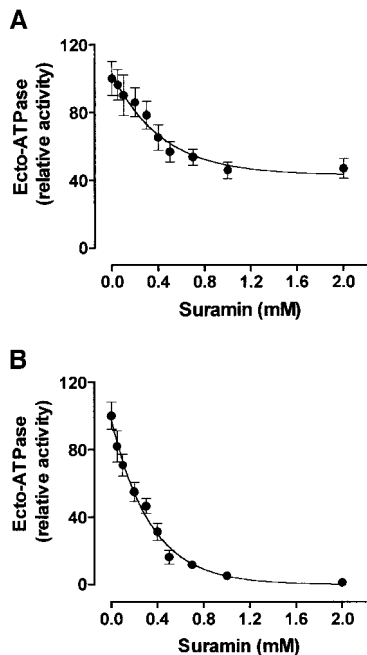 A
120
80
40
0
Ecto-ATPase
(relative activity)
0.0 0.4 0.8 1.2 1.6 2.0
Suramin (mM)
B
120
80
40
0
Ecto-ATPase
(relative activity)
0.0 0.4 0.8 1.2 1.6 2.0
Suramin (mM)